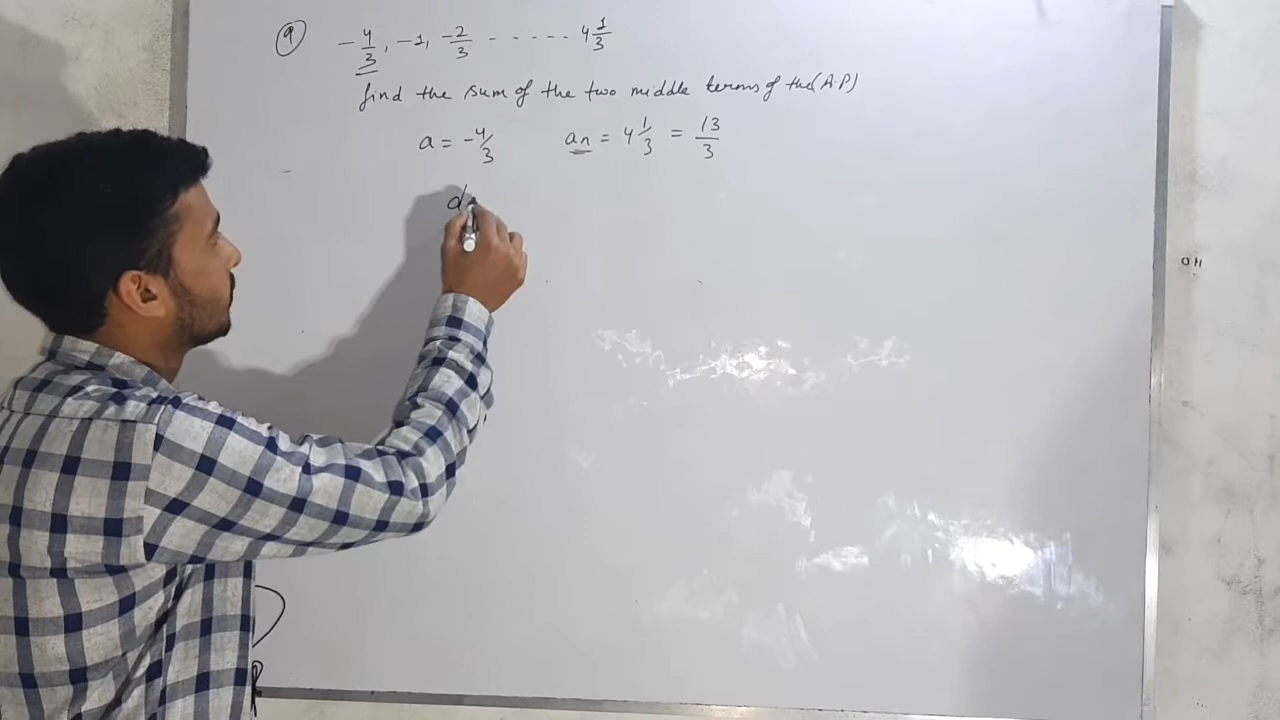 9 -4/3, -1, -2/3 - - - - - - 4 1/3
find the sum of the two middle terms of the (A.P)
a = -4/3 an = 4 1/3 = 13/3
d
OH